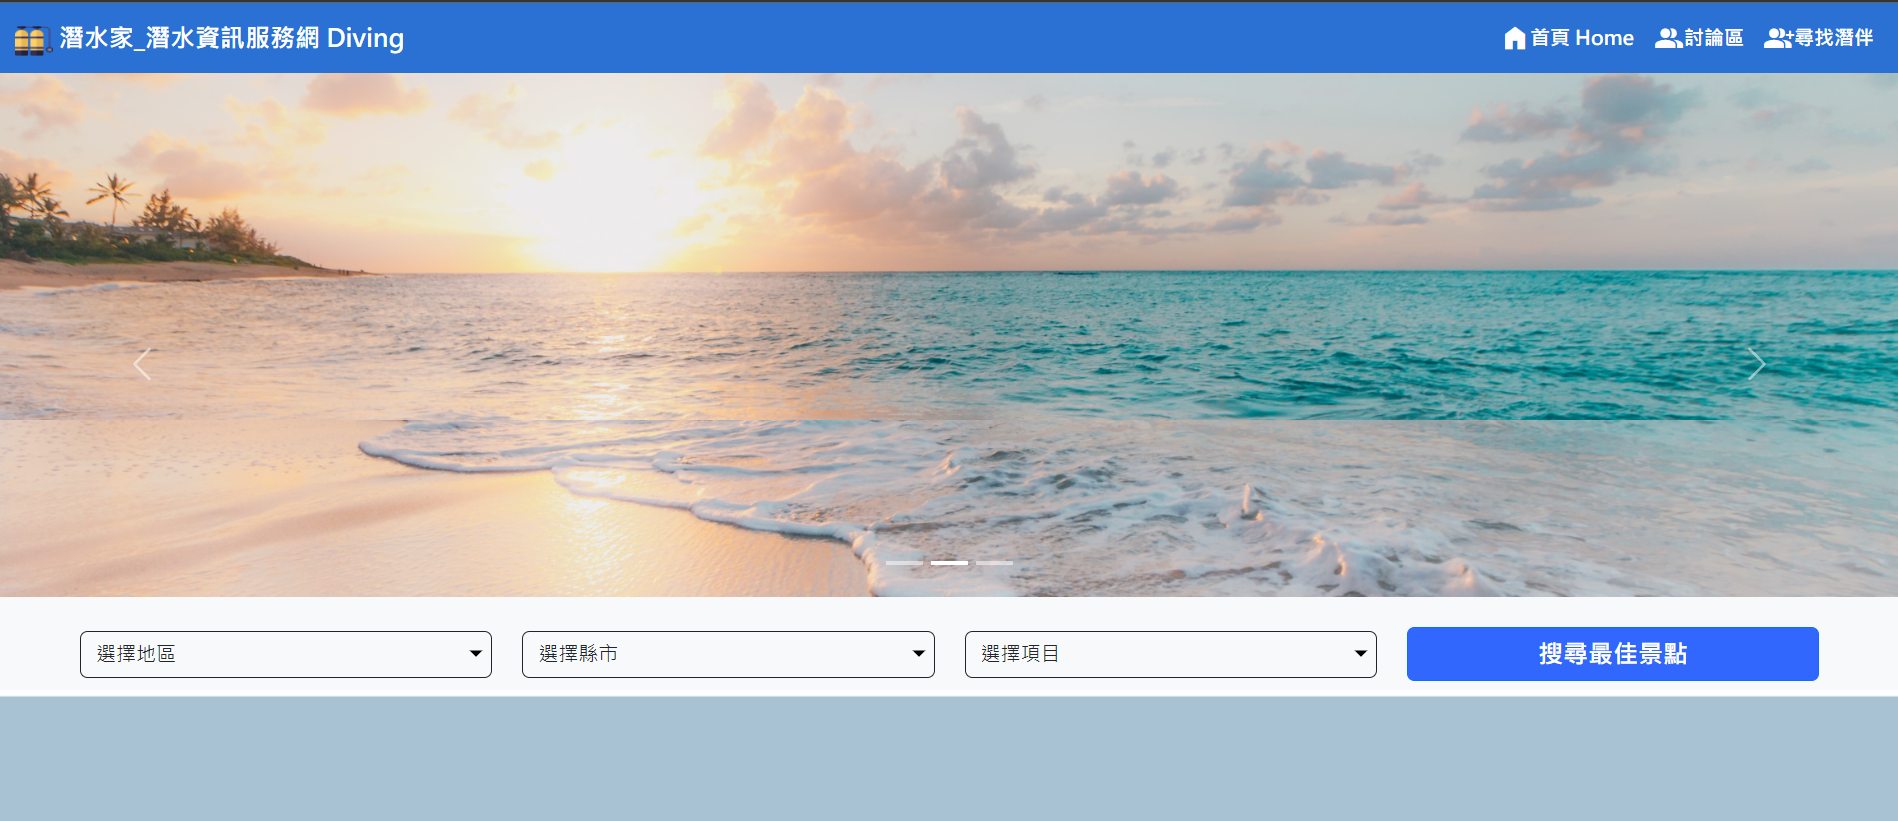 潛水家_潛水資訊服務網 Diving
首頁 Home
討論區
尋找潛伴
選擇地區
選擇縣市
選擇項目
搜尋最佳景點